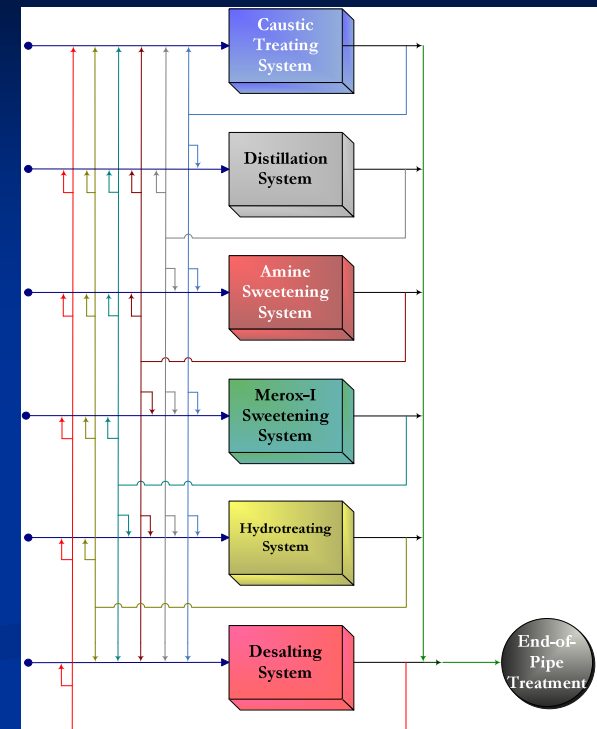 Caustic
Treating
System
Distillation
System
Amine
Sweetening
System
Merox-I
Sweetening
System
Hydrotreating
System
Desalting
System
End-of-
Pipe
Treatment